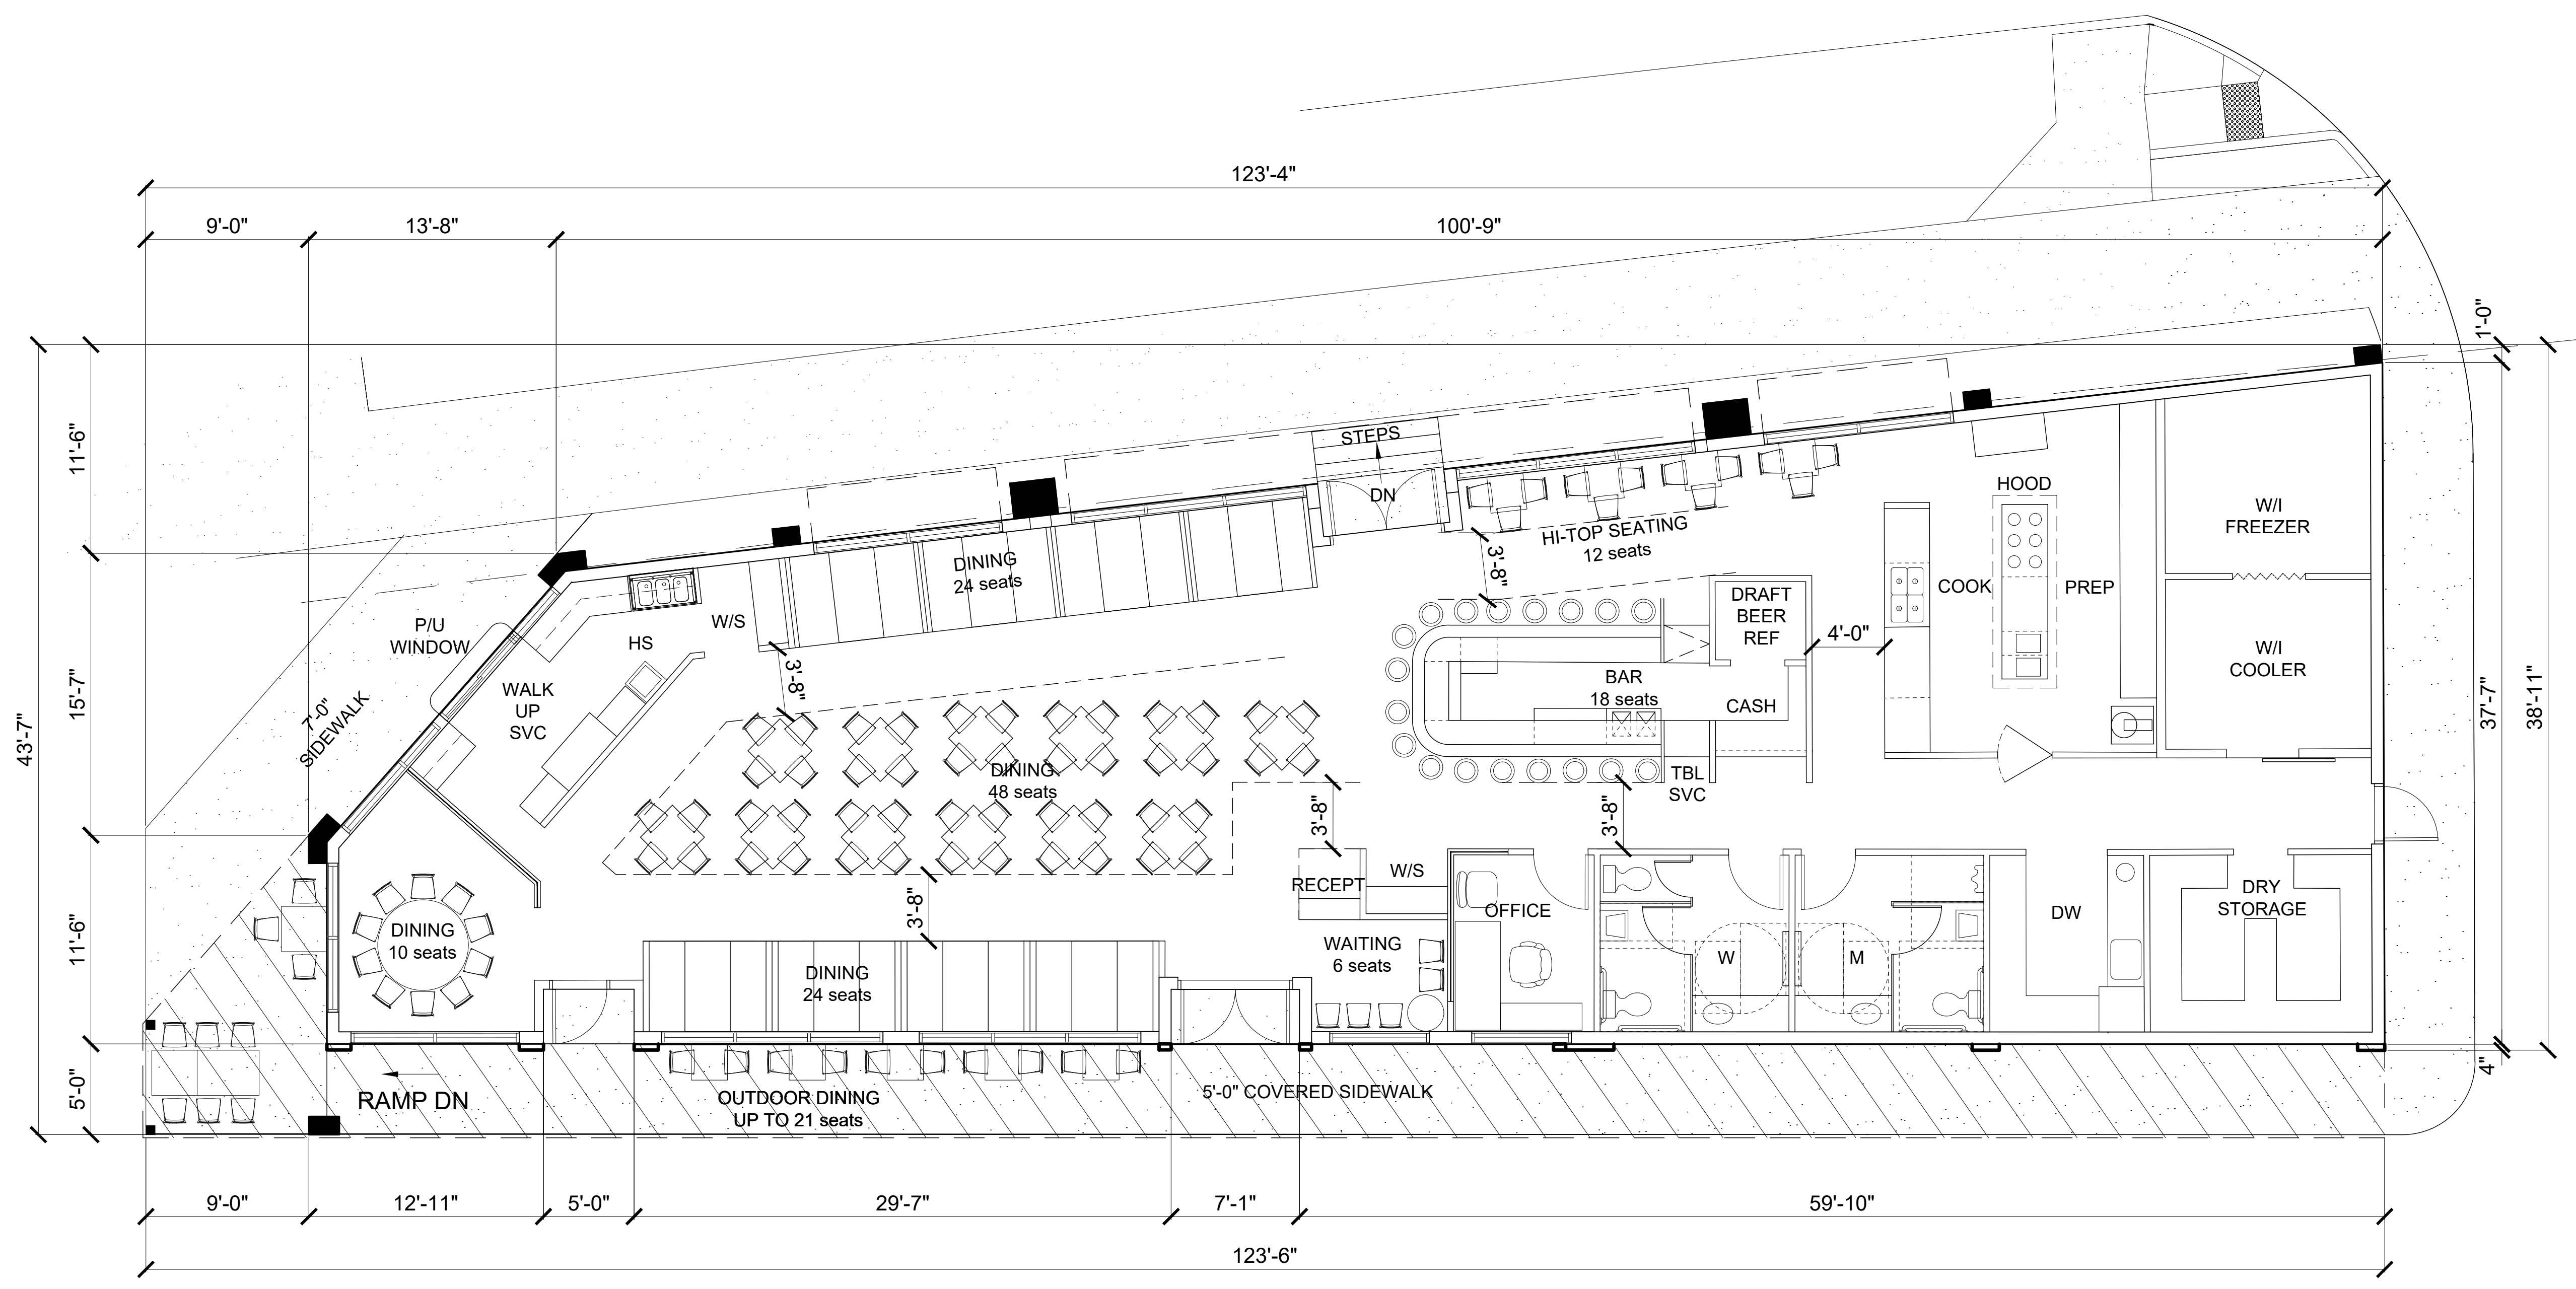 123'-4"
9'-0"
13'-8"
100'-9"
1'-0"
STEPS
DN
11'-6"
HOOD
W/I
FREEZER
HI-TOP SEATING
12 seats
3'-8"
DINING
24 seats
COOK
PREP
DRAFT
BEER
REF
P/U
WINDOW
W/S
HS
4'-0"
W/I
COOLER
3'-8"
BAR
18 seats
WALK
UP
SVC
15'-7"
CASH
7'-0"
SIDEWALK
37'-7"
38'-11"
43'-7"
DINING
48 seats
TBL
SVC
3'-8"
3'-8"
W/S
RECEPT
3'-8"
OFFICE
DW
DRY
STORAGE
DINING
10 seats
11'-6"
WAITING
6 seats
W
M
DINING
24 seats
4"
5'-0"
RAMP DN
OUTDOOR DINING
UP TO 21 seats
5'-0" COVERED SIDEWALK
9'-0"
12'-11"
5'-0"
29'-7"
7'-1"
59'-10"
123'-6"